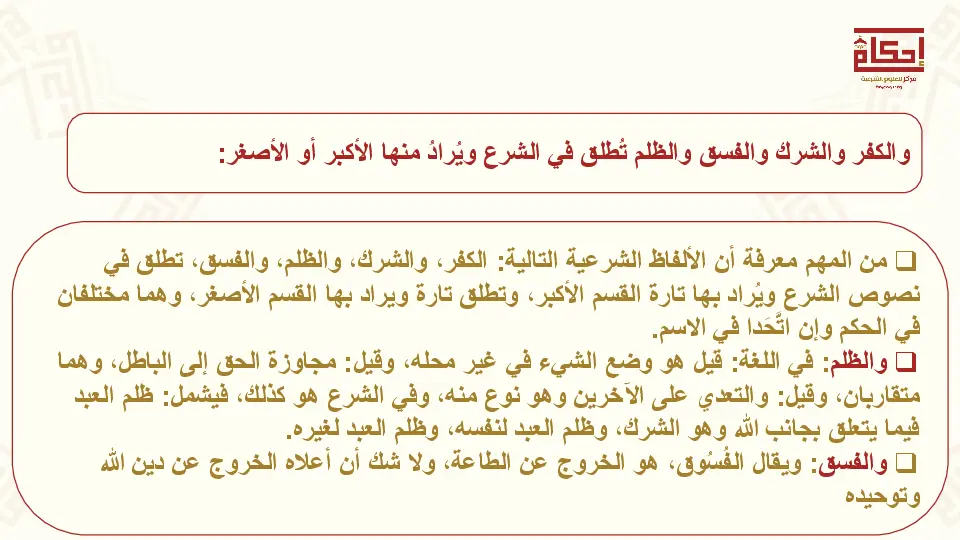 إحكام
مركز للعلوم الشرعية
والكفر والشرك والفسق والظلم تُطلق في الشرع ويُرادُ منها الأكبر أو الأصغر:
❑ من المهم معرفة أن الألفاظ الشرعية التالية: الكفر، والشرك، والظلم، والفسق، تطلق في
نصوص الشرع ويُراد بها تارة القسم الأكبر، وتطلق تارة ويراد بها القسم الأصغر، وهما مختلفان
في الحكم وإن اتَّحَدا في الاسم.
❑ والظلم: في اللغة: قيل هو وضع الشيء في غير محله، وقيل: مجاوزة الحق إلى الباطل، وهما
متقاربان، وقيل: والتعدي على الآخرين وهو نوع منه، وفي الشرع هو كذلك، فيشمل: ظلم العبد
فيما يتعلق بجانب الله وهو الشرك، وظلم العبد لنفسه، وظلم العبد لغيره.
❑ والفسق: ويقال الفُسُوق، هو الخروج عن الطاعة، ولا شك أن أعلاه الخروج عن دين الله
وتوحيده